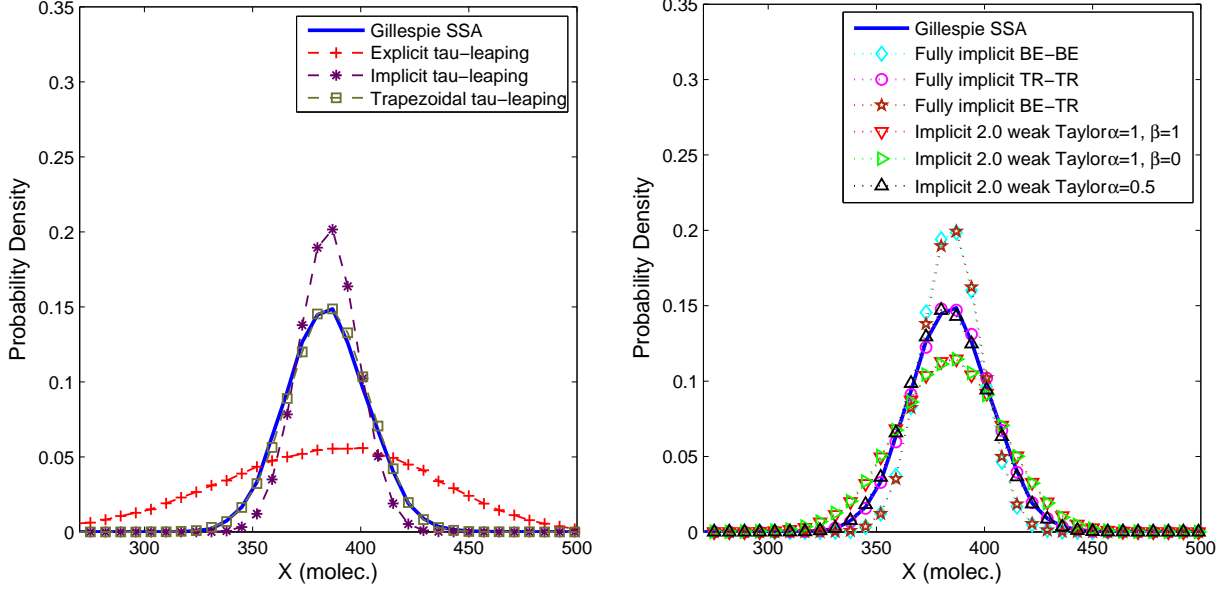 0.35
0.3
0.25
0.2
0.15
0.1
0.05
0
Probability Density
300
350
400
450
500
X (molec.)
Gillespie SSA
Explicit tau−leaping
Implicit tau−leaping
Trapezoidal tau−leaping
0.35
0.3
0.25
0.2
0.15
0.1
0.05
0
Probability Density
300
350
400
450
500
X (molec.)
Gillespie SSA
Fully implicit BE−BE
Fully implicit TR−TR
Fully implicit BE−TR
Implicit 2.0 weak Taylorα=1, β=1
Implicit 2.0 weak Taylorα=1, β=0
Implicit 2.0 weak Taylorα=0.5